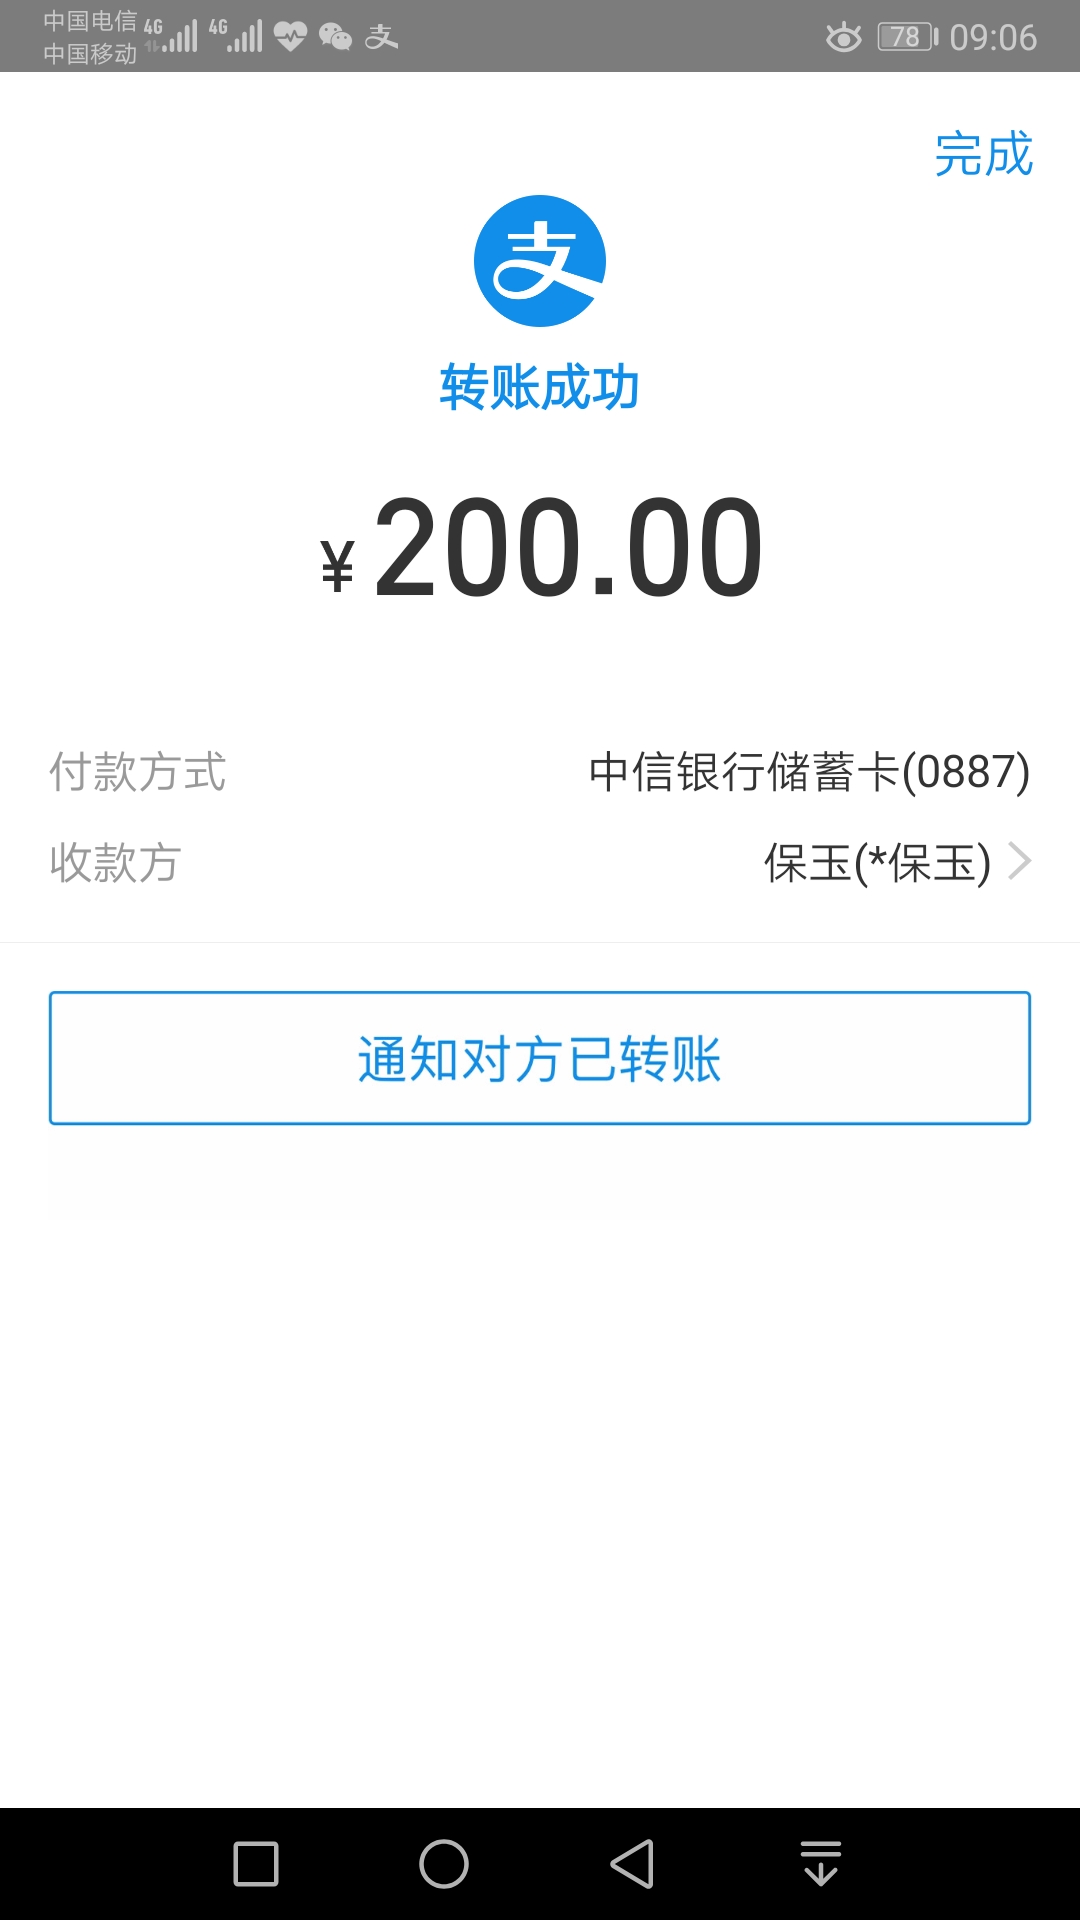 中国电信 4G 4G
中国移动
78 09:06
完成
支
转账成功
¥200.00
付款方式 中信银行储蓄卡(0887)
收款方 保玉(*保玉)
通知对方已转账